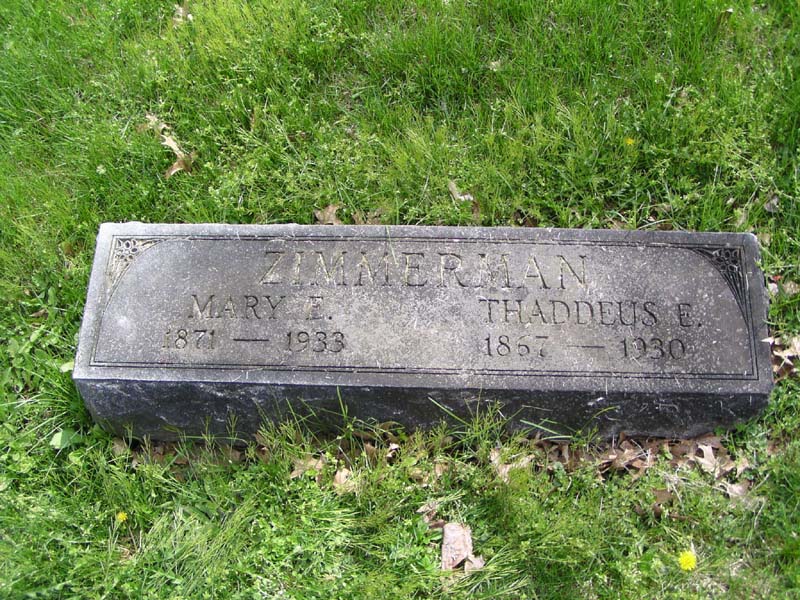 ZIMMERMAN
MARY E. THADDEUS E.
1871 — 1933 1867 — 1930